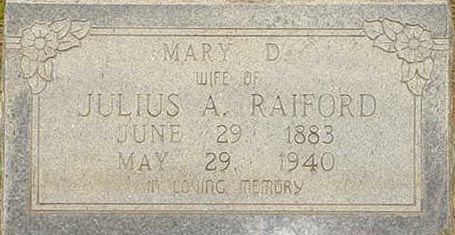 MARY D.
WIFE OF
JULIUS A. RAIFORD
JUNE 29, 1883
MAY 29, 1940
IN LOVING MEMORY